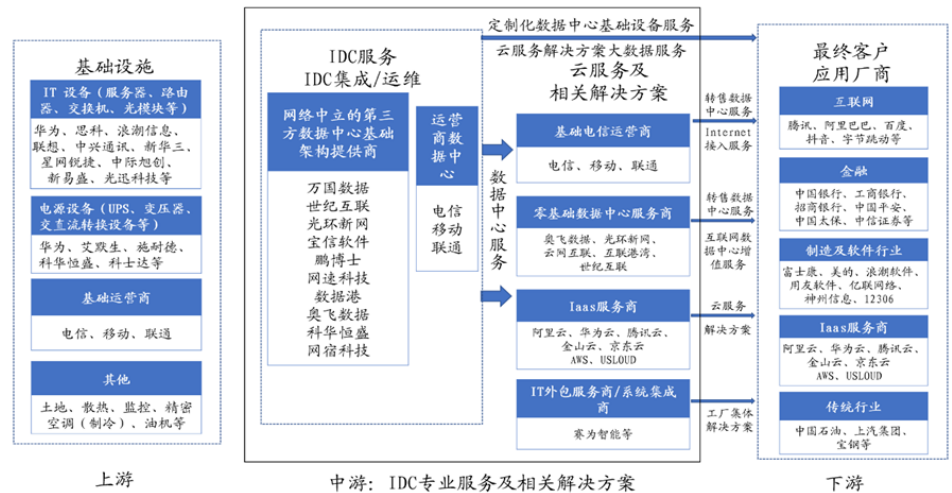 基础设施
IT 设备（服务器、路由
器、交换机、光模块等）
华为、思科、浪潮信息、
联想、中兴通讯、新华三、
星网锐捷、中际旭创、
新易盛、光迅科技等
电源设备（UPS、变压器、
交直流转换设备等）
华为、艾默生、施耐德、
科华恒盛、科士达等
基础运营商
电信、移动、联通
其他
土地、散热、监控、精密
空调（制冷）、油机等
上游
IDC服务
IDC集成/运维
网络中立的第三
方数据中心基础
架构提供商
万国数据
世纪互联
光环新网
宝信软件
鹏博士
网速科技
数据港
奥飞数据
科华恒盛
网宿科技
运营
商数
据中
心
电信
移动
联通
数据中心服务
定制化数据中心基础设备服务
云服务解决方案大数据服务
云服务及
相关解决方案
基础电信运营商
电信、移动、联通
零基础数据中心服务商
奥飞数据、光环新网、
云网互联、互联港湾、
世纪互联
Iaas服务商
阿里云、华为云、腾讯云、
金山云、京东云
AWS、USLOUD
IT外包服务商/系统集成
商
赛为智能等
中游：IDC专业服务及相关解决方案
转售数据
中心服务
Internet
接入服务
转售数据
中心服务
互联网数
据中心增
值服务
云服务
解决方案
工厂集体
解决方案
最终客户
应用厂商
互联网
腾讯、阿里巴巴、百度、
抖音、字节跳动等
金融
中国银行、工商银行、
招商银行、中国平安、
中国太保、中信证券等
制造及软件行业
富士康、美的、浪潮软件、
用友软件、亿联网络、
神州信息、12306
Iaas服务商
阿里云、华为云、腾讯云、
金山云、京东云
AWS、USLOUD
传统行业
中国石油、上汽集团、
宝钢等
下游